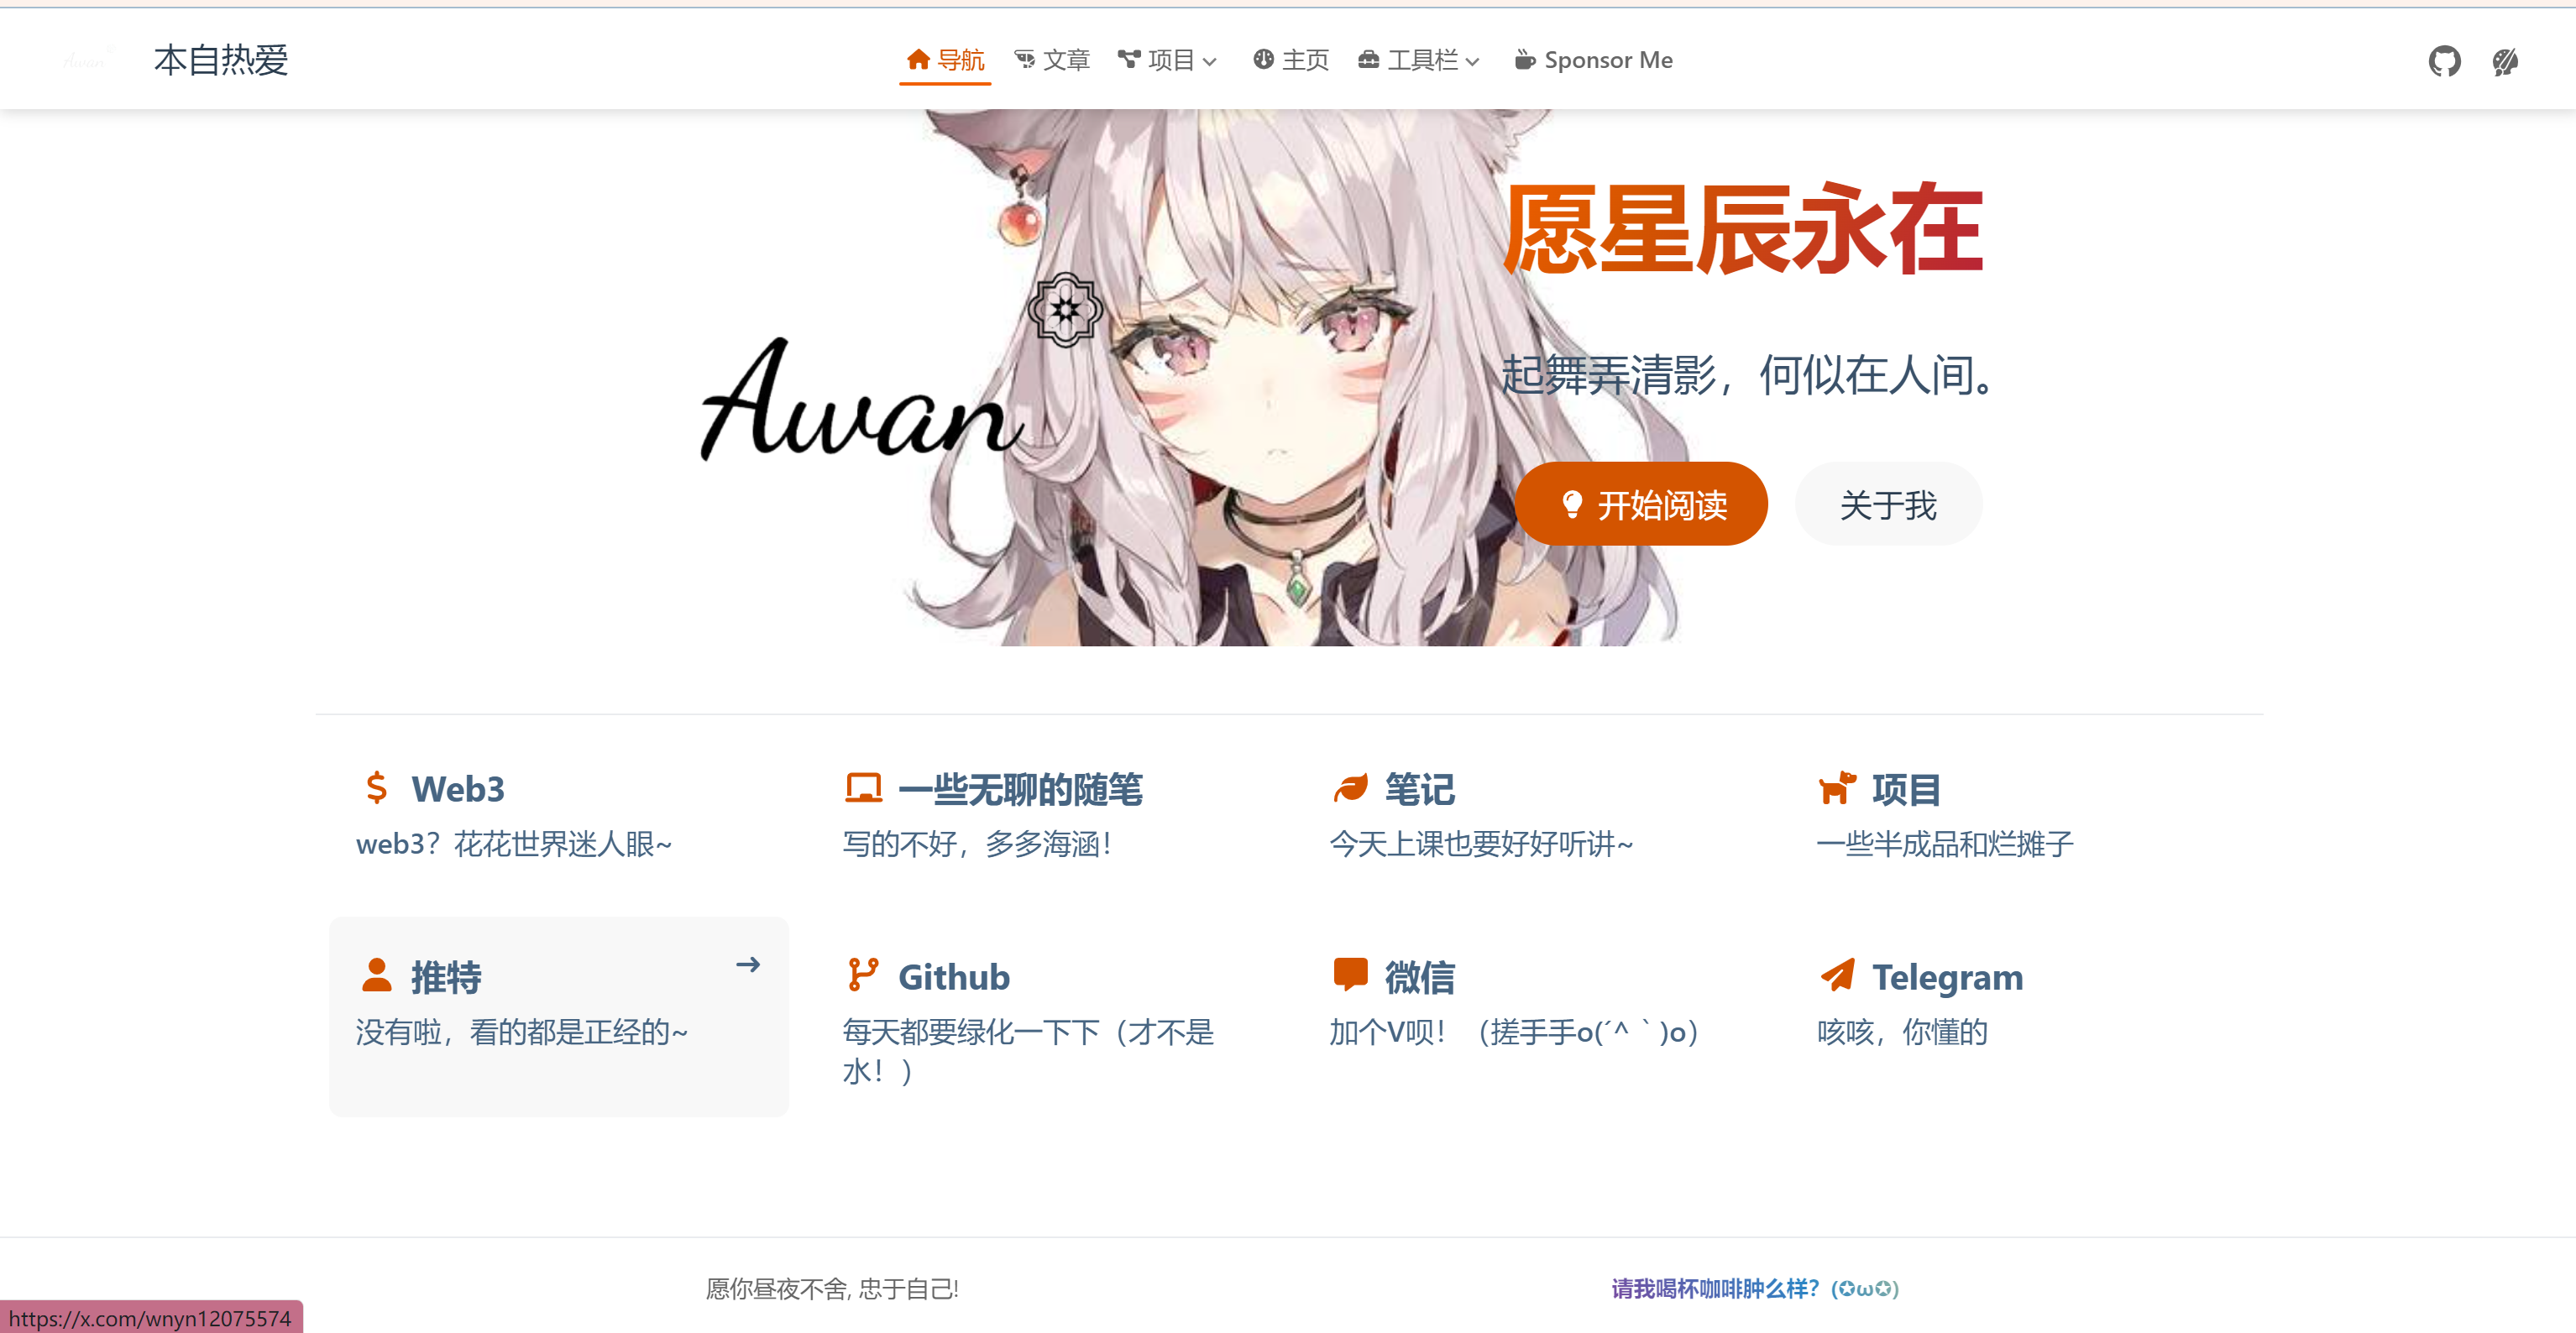 Awan
本自热爱
导航
文章
项目
主页
工具栏
Sponsor Me
愿星辰永在
Awan
起舞弄清影，何似在人间。
开始阅读
关于我
Web3
web3？花花世界迷人眼~
一些无聊的随笔
写的不好，多多海涵！
笔记
今天上课也要好好听讲~
项目
一些半成品和烂摊子
推特
没有啦，看的都是正经的~
Github
每天都要绿化一下下（才不是
水！）
微信
加个V呗！（搓手手o(´^｀)o）
Telegram
咳咳，你懂的
愿你昼夜不舍, 忠于自己!
请我喝杯咖啡肿么样？(✪ω✪)
https://x.com/wnyn12075574